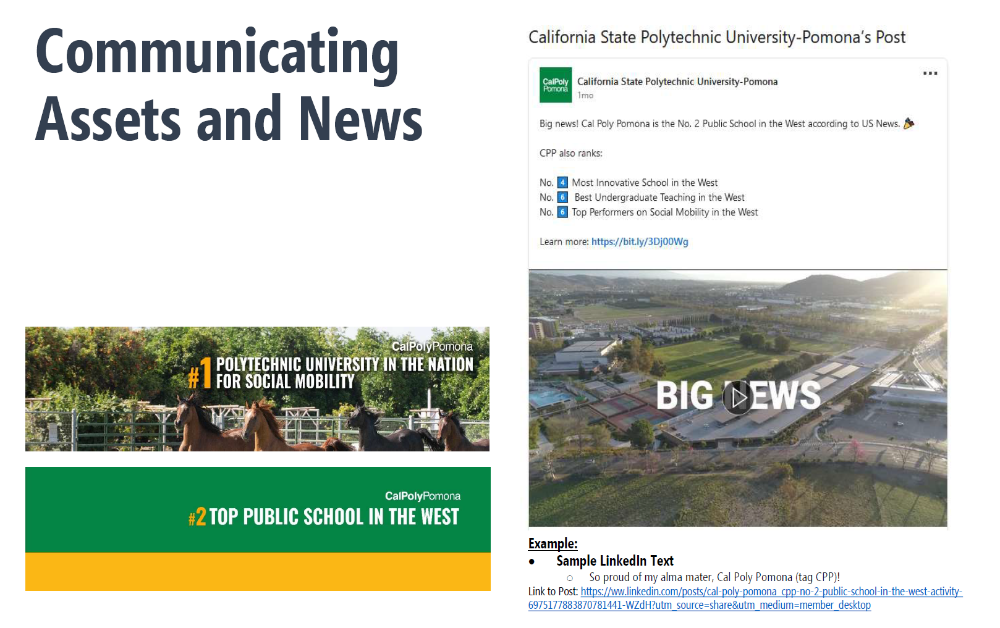 Communicating
Assets and News
CalPolyPomona
#1 POLYTECHNIC UNIVERSITY IN THE NATION
FOR SOCIAL MOBILITY
CalPolyPomona
#2 TOP PUBLIC SCHOOL IN THE WEST
California State Polytechnic University-Pomona's Post
CalPoly
Pomona
California State Polytechnic University-Pomona
1mo
Big news! Cal Poly Pomona is the No. 2 Public School in the West according to US News.
CPP also ranks:
No. 4 Most Innovative School in the West
No. 6 Best Undergraduate Teaching in the West
No. 6 Top Performers on Social Mobility in the West
Learn more: https://bit.ly/3Dj00Wg
BIG NEWS
Example:
• Sample LinkedIn Text
○ So proud of my alma mater, Cal Poly Pomona (tag CPP)!
Link to Post: https://ww.linkedin.com/posts/cal-poly-pomona_cpp-no-2-public-school-in-the-west-activity-
6975177883870781441-WZdH?utm_source=share&utm_medium=member_desktop